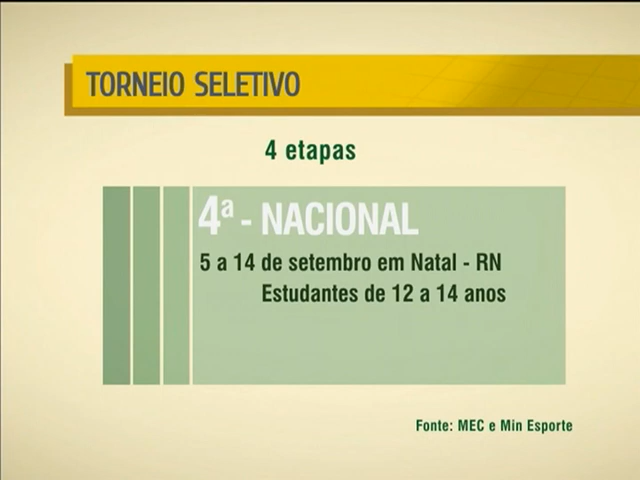 TORNEIO SELETIVO
4 etapas
4ª - NACIONAL
5 a 14 de setembro em Natal - RN
Estudantes de 12 a 14 anos
Fonte: MEC e Min Esporte